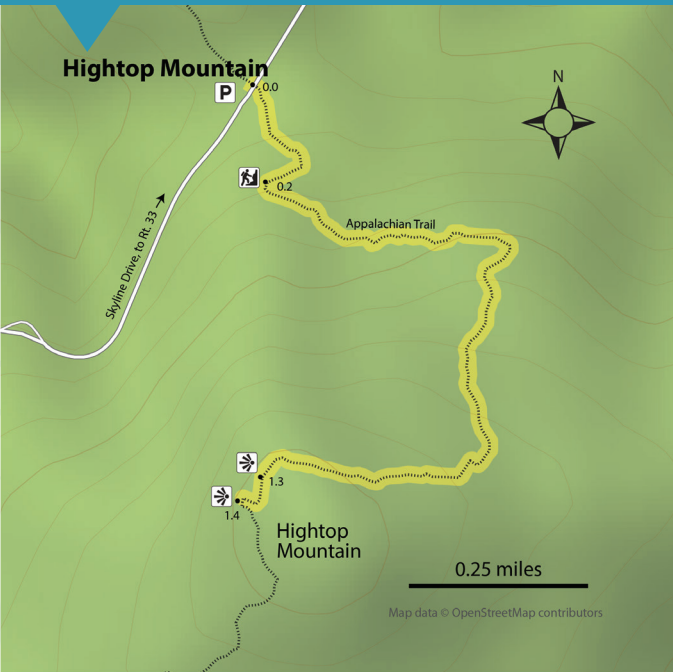 Hightop Mountain
N
P
0.0
0.2
Appalachian Trail
Skyline Drive, to Rt. 33
1.3
1.4
Hightop
Mountain
0.25 miles
Map data © OpenStreetMap contributors